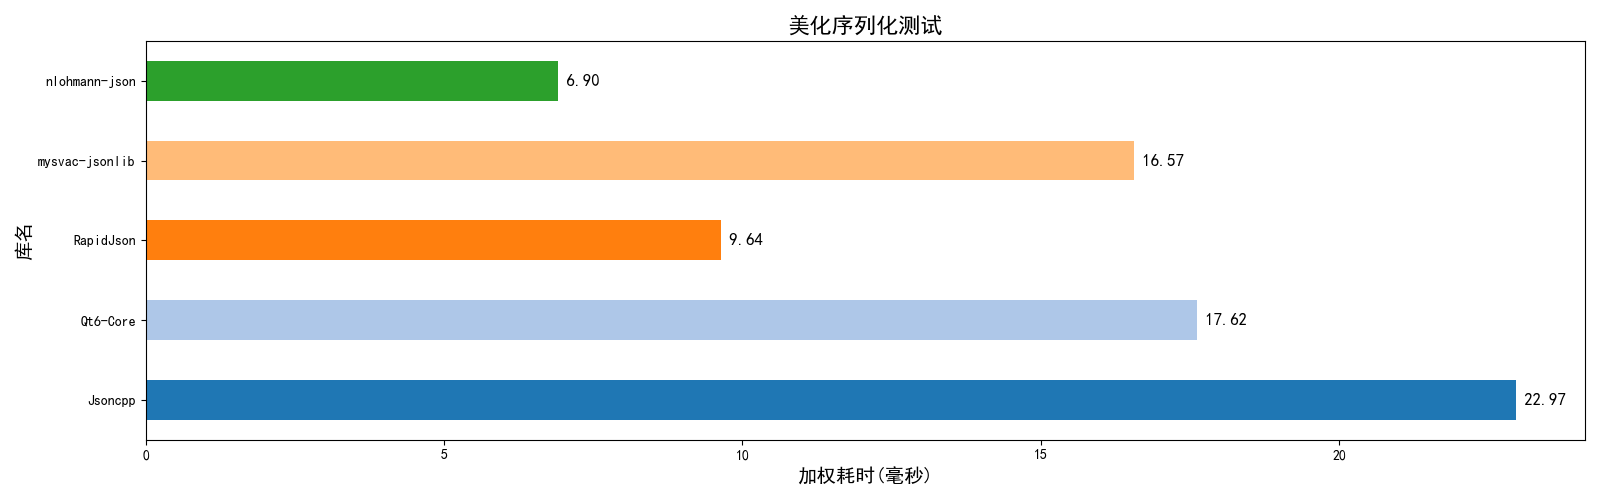 美化序列化测试
nlohmann-json
6.90
mysvac-jsonlib
16.57
RapidJson
9.64
Qt6-Core
17.62
Jsoncpp
22.97
库名
0 5 10 15 20
加权耗时(毫秒)